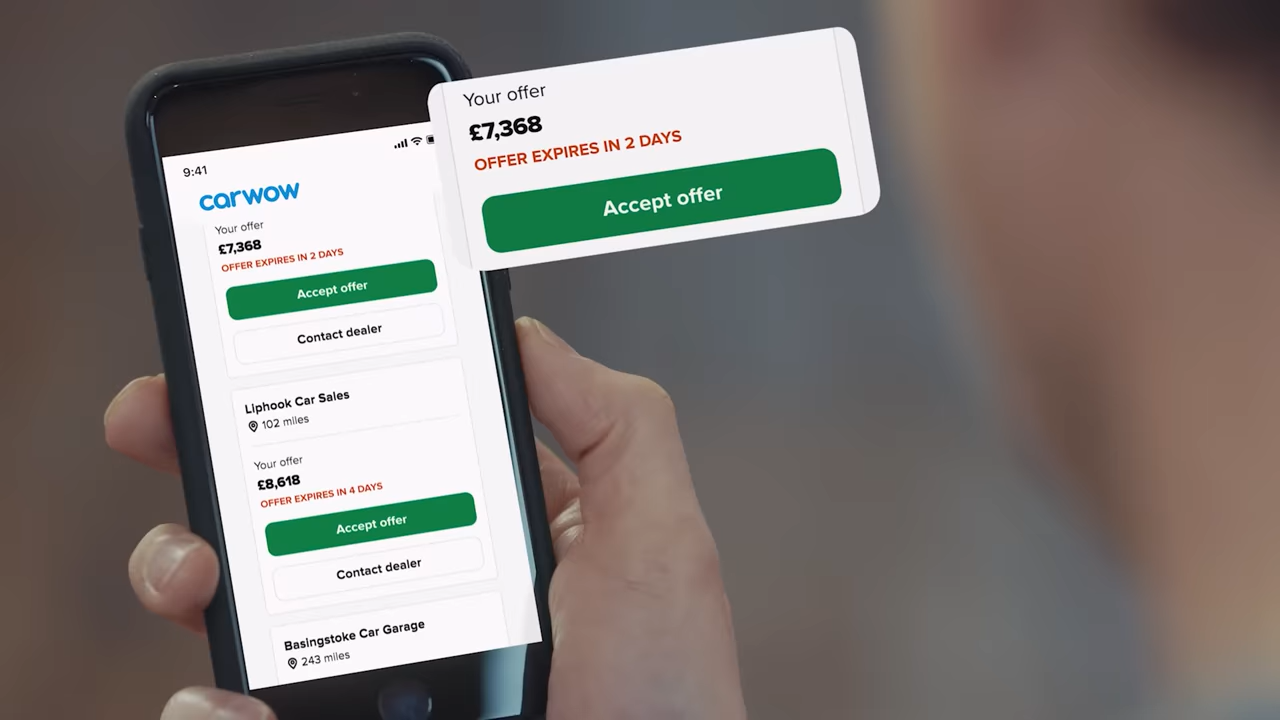 9:41
carwow
Your offer
£7,368
OFFER EXPIRES IN 2 DAYS
Accept offer
Contact dealer
Liphook Car Sales
102 miles
Your offer
£8,618
OFFER EXPIRES IN 4 DAYS
Accept offer
Contact dealer
Basingstoke Car Garage
243 miles
Your offer
£7,368
OFFER EXPIRES IN 2 DAYS
Accept offer